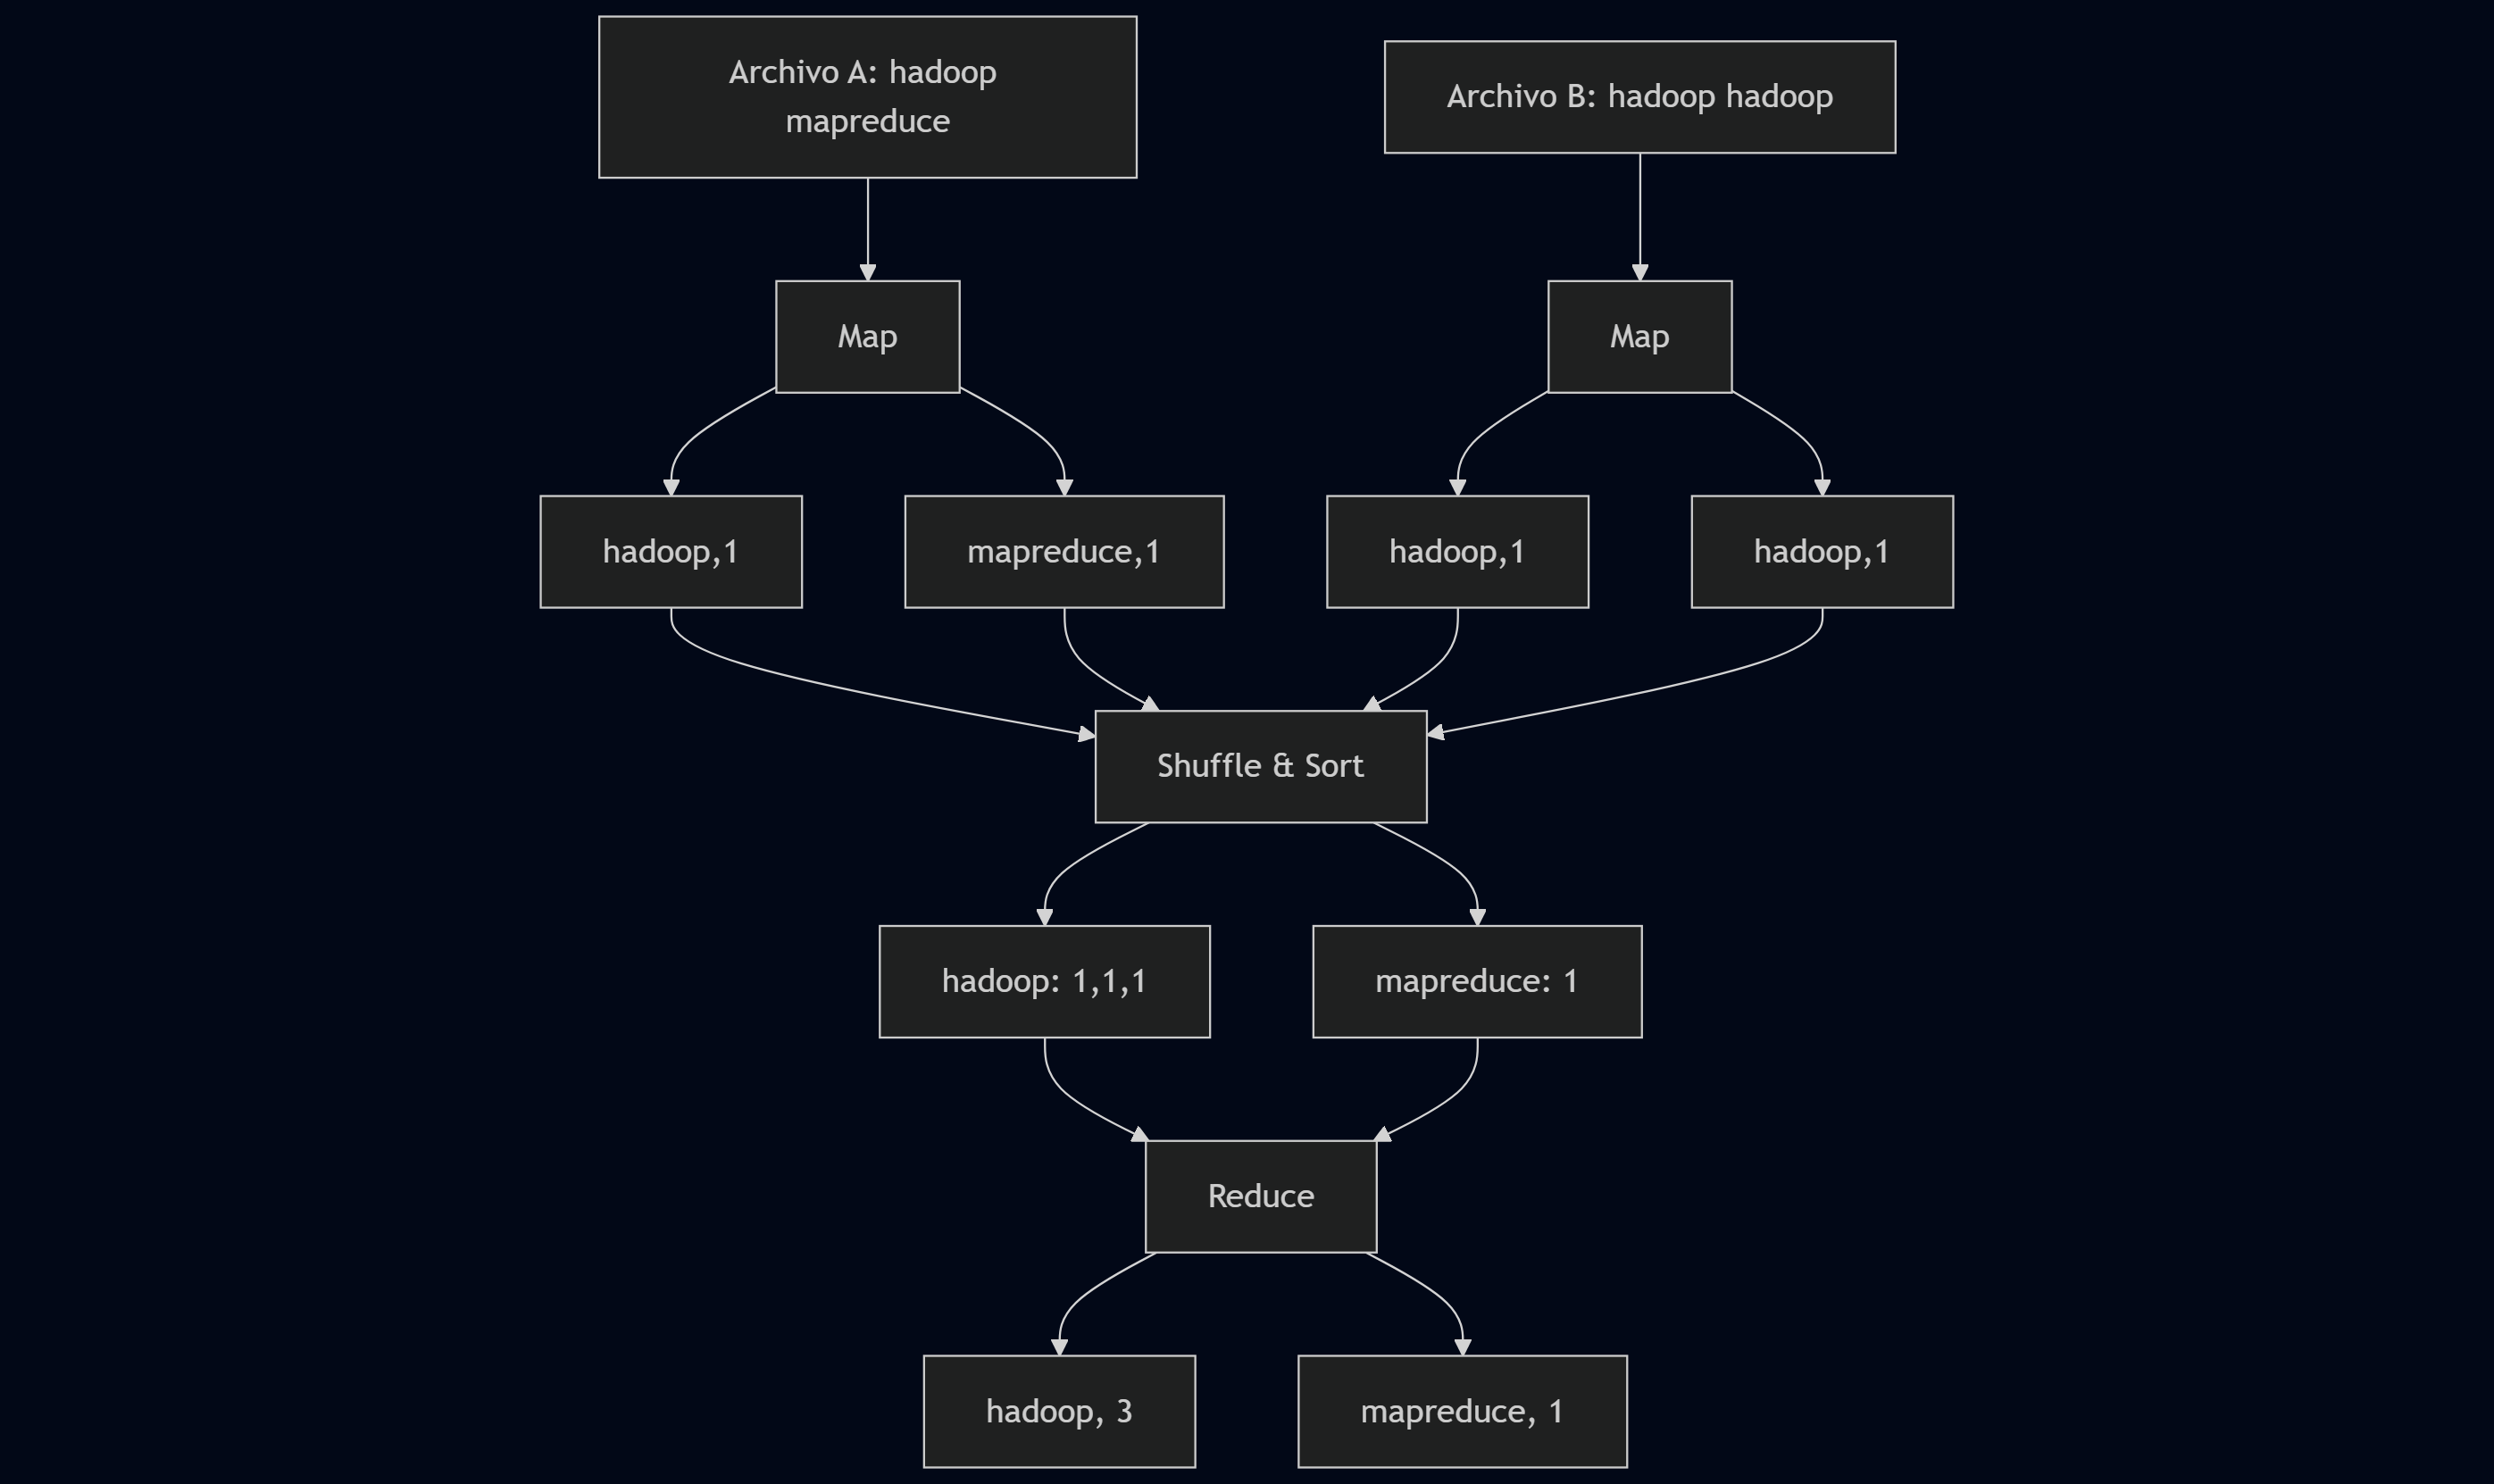 Archivo A: hadoop
mapreduce
Archivo B: hadoop hadoop
Map
Map
hadoop,1
mapreduce,1
hadoop,1
hadoop,1
Shuffle & Sort
hadoop: 1,1,1
mapreduce: 1
Reduce
hadoop, 3
mapreduce, 1